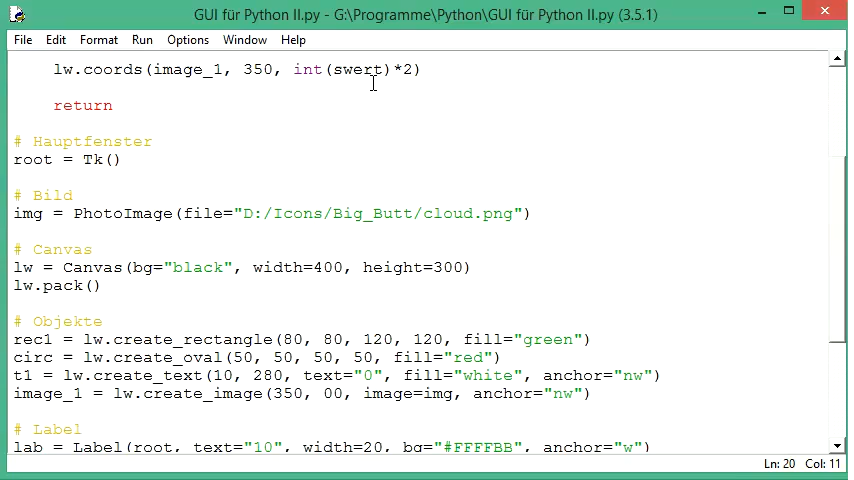 GUI für Python II.py - G:\Programme\Python\GUI für Python II.py (3.5.1)
File Edit Format Run Options Window Help
lw.coords(image_1, 350, int(swert)*2)
return
# Hauptfenster
root = Tk()
# Bild
img = PhotoImage(file="D:/Icons/Big_Butt/cloud.png")
# Canvas
lw = Canvas(bg="black", width=400, height=300)
lw.pack()
# Objekte
rec1 = lw.create_rectangle(80, 80, 120, 120, fill="green")
circ = lw.create_oval(50, 50, 50, 50, fill="red")
t1 = lw.create_text(10, 280, text="0", fill="white", anchor="nw")
image_1 = lw.create_image(350, 00, image=img, anchor="nw")
# Label
lab = Label(root, text="10", width=20, bg="#FFFFBB", anchor="w")
Ln: 20 Col: 11